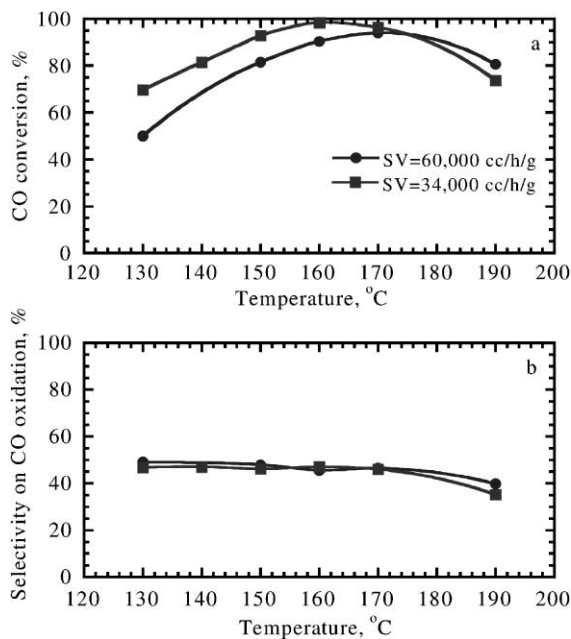 100
80
60
40
20
0
CO conversion, %
a
SV=60,000 cc/h/g
SV=34,000 cc/h/g
120 130 140 150 160 170 180 190 200
Temperature, °C
100
80
60
40
20
0
Selectivity on CO oxidation, %
b
120 130 140 150 160 170 180 190 200
Temperature, °C